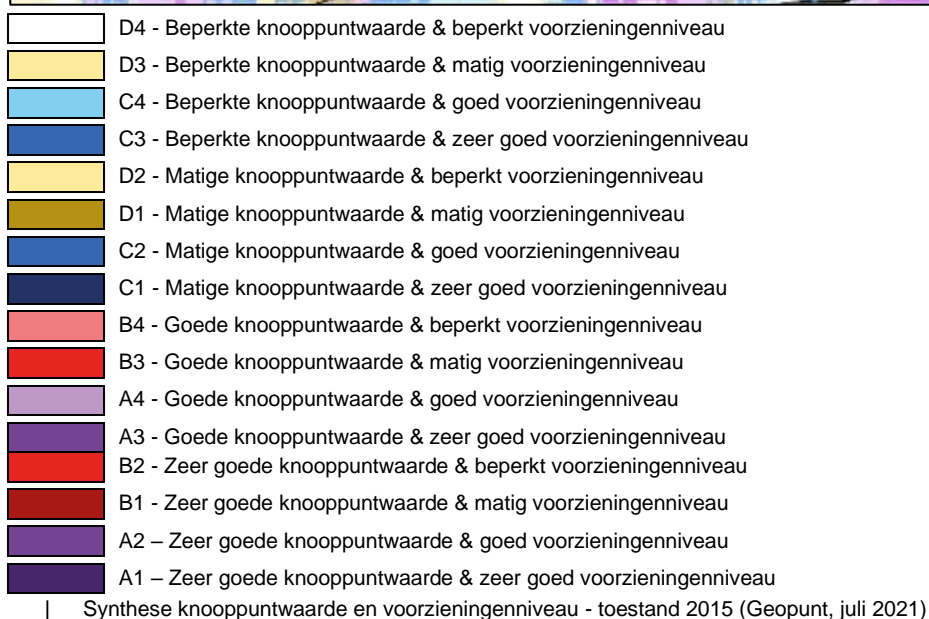 D4 - Beperkte knooppuntwaarde & beperkt voorzieningenniveau
D3 - Beperkte knooppuntwaarde & matig voorzieningenniveau
C4 - Beperkte knooppuntwaarde & goed voorzieningenniveau
C3 - Beperkte knooppuntwaarde & zeer goed voorzieningenniveau
D2 - Matige knooppuntwaarde & beperkt voorzieningenniveau
D1 - Matige knooppuntwaarde & matig voorzieningenniveau
C2 - Matige knooppuntwaarde & goed voorzieningenniveau
C1 - Matige knooppuntwaarde & zeer goed voorzieningenniveau
B4 - Goede knooppuntwaarde & beperkt voorzieningenniveau
B3 - Goede knooppuntwaarde & matig voorzieningenniveau
A4 - Goede knooppuntwaarde & goed voorzieningenniveau
A3 - Goede knooppuntwaarde & zeer goed voorzieningenniveau
B2 - Zeer goede knooppuntwaarde & beperkt voorzieningenniveau
B1 - Zeer goede knooppuntwaarde & matig voorzieningenniveau
A2 – Zeer goede knooppuntwaarde & goed voorzieningenniveau
A1 – Zeer goede knooppuntwaarde & zeer goed voorzieningenniveau
| Synthese knooppuntwaarde en voorzieningenniveau - toestand 2015 (Geopunt, juli 2021)